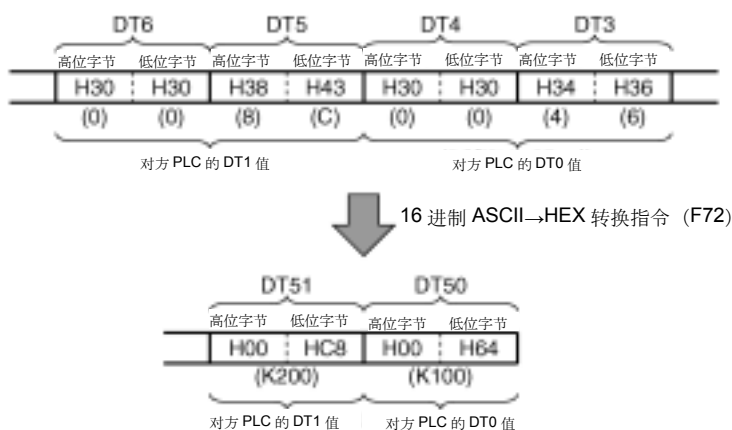 DT6 DT5 DT4 DT3
高位字节 低位字节 高位字节 低位字节 高位字节 低位字节 高位字节 低位字节
H30 H30 H38 H43 H30 H30 H34 H36
(0) (0) (8) (C) (0) (0) (4) (6)
对方 PLC 的 DT1 值 对方 PLC 的 DT0 值
16 进制 ASCII→HEX 转换指令（F72）
DT51 DT50
高位字节 低位字节 高位字节 低位字节
H00 HC8 H00 H64
(K200) (K100)
对方 PLC 的 DT1 值 对方 PLC 的 DT0 值